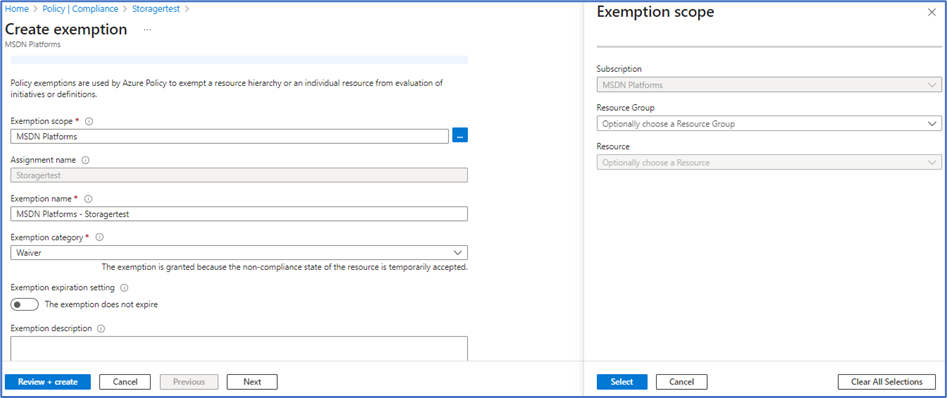 Home > Policy | Compliance > Storagertest >
Create exemption ...
MSDN Platforms
Policy exemptions are used by Azure Policy to exempt a resource hierarchy or an individual resource from evaluation of
initiatives or definitions.
Exemption scope *
MSDN Platforms
...
Assignment name
Storagertest
Exemption name *
MSDN Platforms - Storagertest
Exemption category *
Waiver
The exemption is granted because the non-compliance state of the resource is temporarily accepted.
Exemption expiration setting
The exemption does not expire
Exemption description
Review + create
Cancel
Previous
Next
Exemption scope
Subscription
MSDN Platforms
Resource Group
Optionally choose a Resource Group
Resource
Optionally choose a Resource
Select
Cancel
Clear All Selections